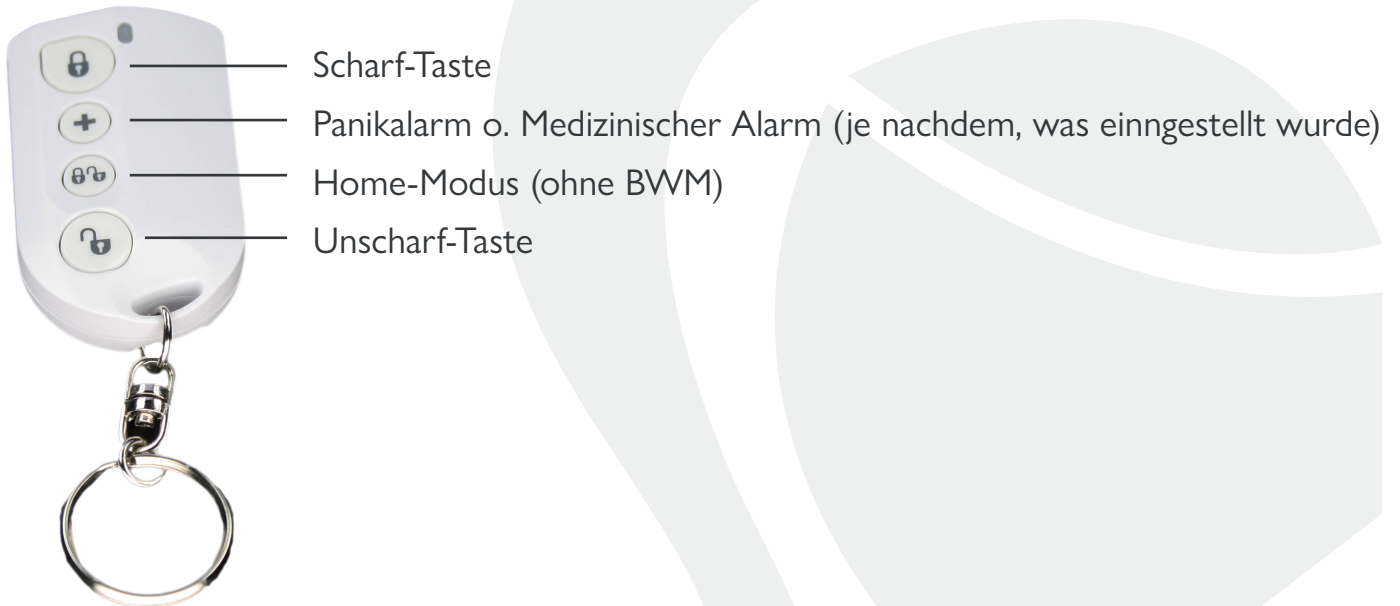 Scharf-Taste
Panikalarm o. Medizinischer Alarm (je nachdem, was einngestellt wurde)
Home-Modus (ohne BWM)
Unscharf-Taste